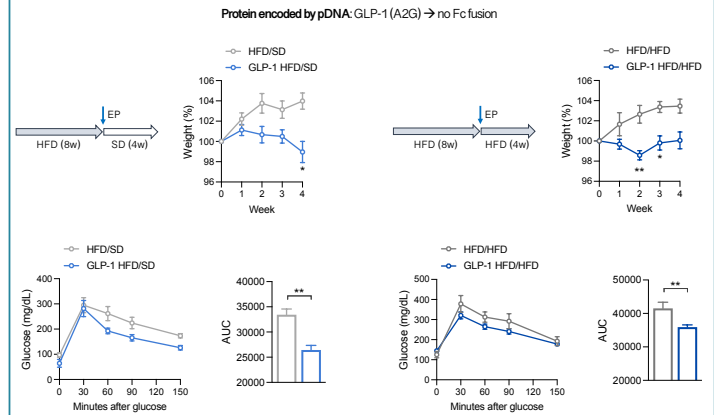 Protein encoded by pDNA: GLP-1 (A2G) → no Fc fusion
HFD/SD
GLP-1 HFD/SD
EP
HFD (8w)
SD (4w)
Weight (%)
106
104
102
100
98
96
*
0 1 2 3 4
Week
HFD/HFD
GLP-1 HFD/HFD
EP
HFD (8w)
HFD (4w)
Weight (%)
106
104
102
100
98
96
** *
0 1 2 3 4
Week
HFD/SD
GLP-1 HFD/SD
Glucose (mg/dL)
400
300
200
100
0
0 30 60 90 120 150
Minutes after glucose
AUC
40000
35000
30000
25000
20000
**
HFD/HFD
GLP-1 HFD/HFD
Glucose (mg/dL)
500
400
300
200
100
0
0 30 60 90 120 150
Minutes after glucose
AUC
50000
40000
30000
20000
**